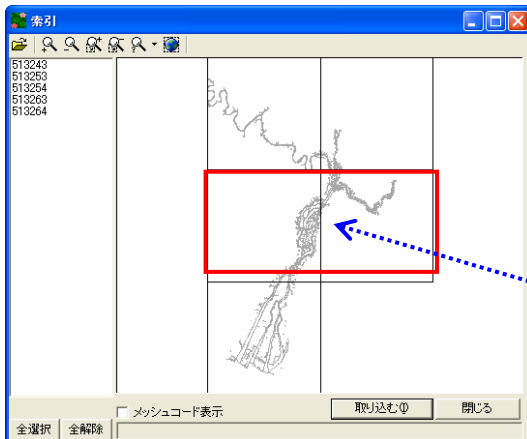 索引
513243
513253
513254
513263
513264
メッシュコード表示
取り込む(I)
閉じる
全選択
全解除